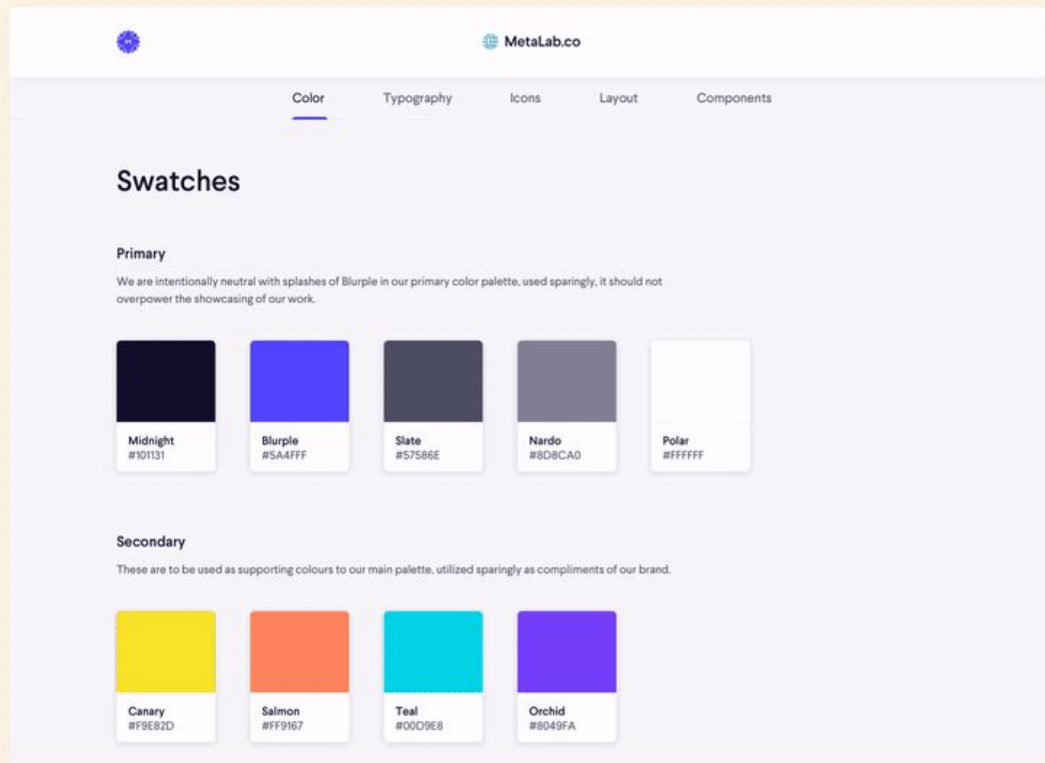 MetaLab.co
Color Typography Icons Layout Components
Swatches
Primary
We are intentionally neutral with splashes of Blurple in our primary color palette, used sparingly, it should not
overpower the showcasing of our work.
Midnight Blurple Slate Nardo Polar
#101131 #5A4FFF #57586E #8D8CA0 #FFFFFF
Secondary
These are to be used as supporting colours to our main palette, utilized sparingly as compliments of our brand.
Canary Salmon Teal Orchid
#F9E82D #FF9167 #00D9E8 #8049FA